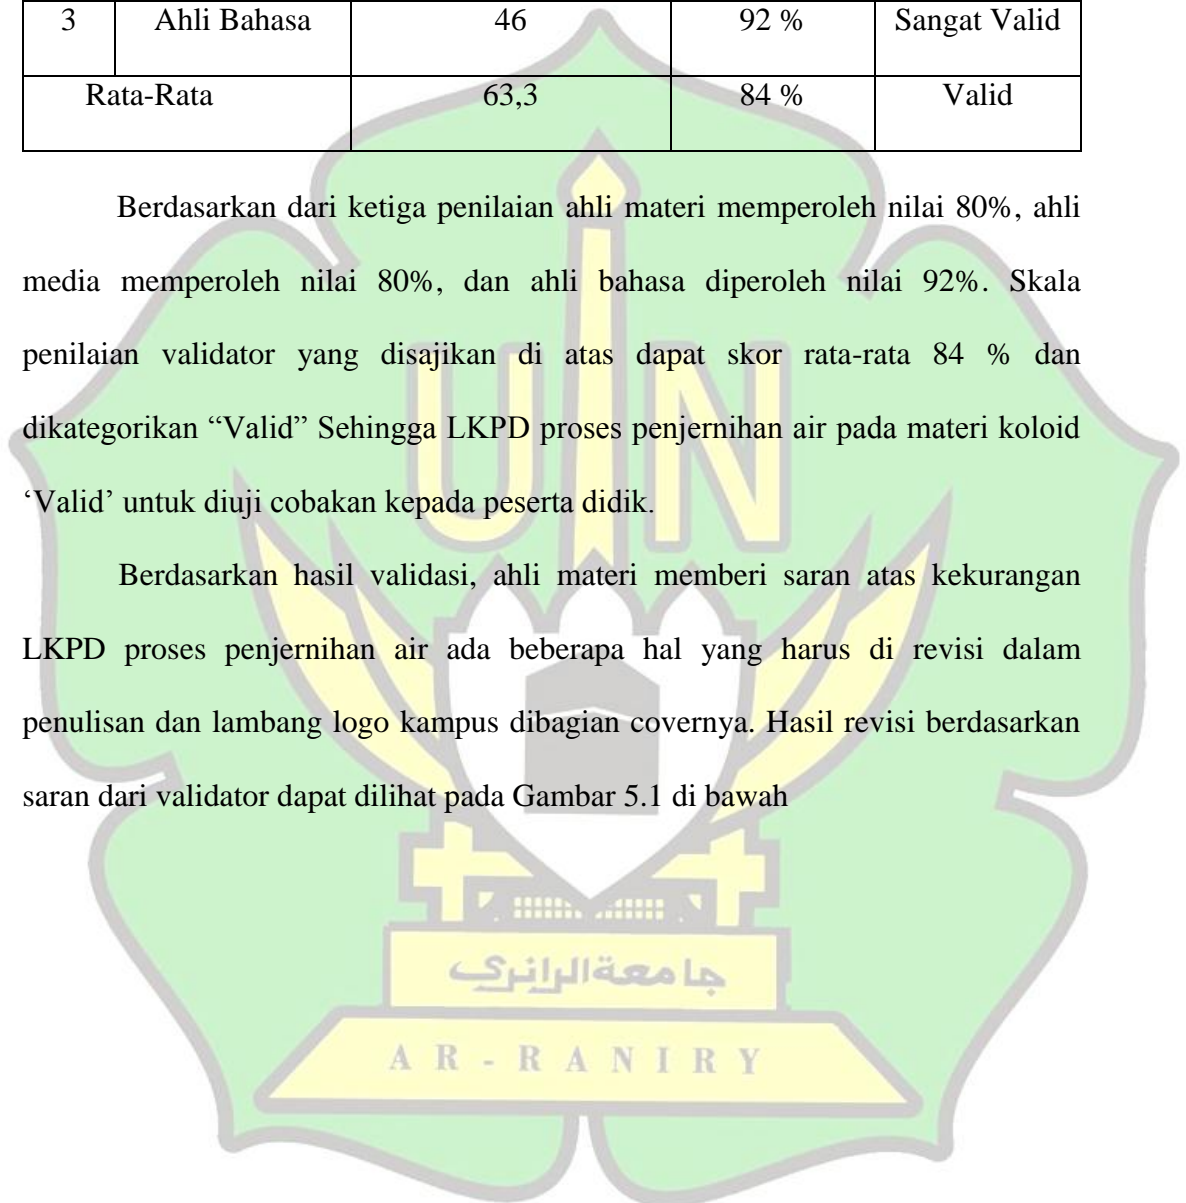 3 Ahli Bahasa 46 92 % Sangat Valid
Rata-Rata 63,3 84 % Valid
Berdasarkan dari ketiga penilaian ahli materi memperoleh nilai 80%, ahli
media memperoleh nilai 80%, dan ahli bahasa diperoleh nilai 92%. Skala
penilaian validator yang disajikan di atas dapat skor rata-rata 84 % dan
dikategorikan “Valid” Sehingga LKPD proses penjernihan air pada materi koloid
‘Valid’ untuk diuji cobakan kepada peserta didik.
Berdasarkan hasil validasi, ahli materi memberi saran atas kekurangan
LKPD proses penjernihan air ada beberapa hal yang harus di revisi dalam
penulisan dan lambang logo kampus dibagian covernya. Hasil revisi berdasarkan
saran dari validator dapat dilihat pada Gambar 5.1 di bawah
UIN
جامعةالرانري
AR-RANIRY